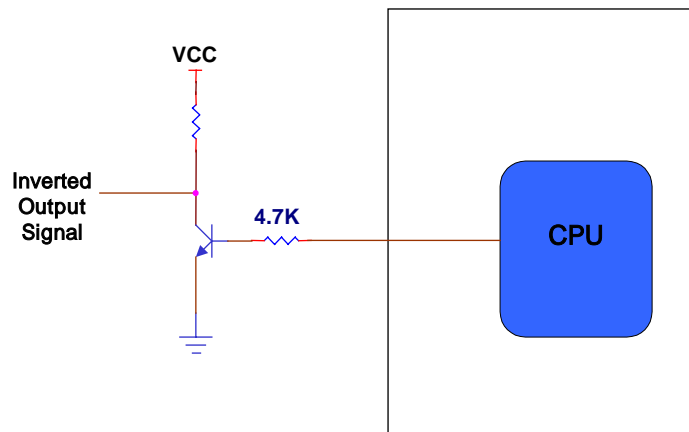 VCC
Inverted
Output
Signal
4.7K
CPU